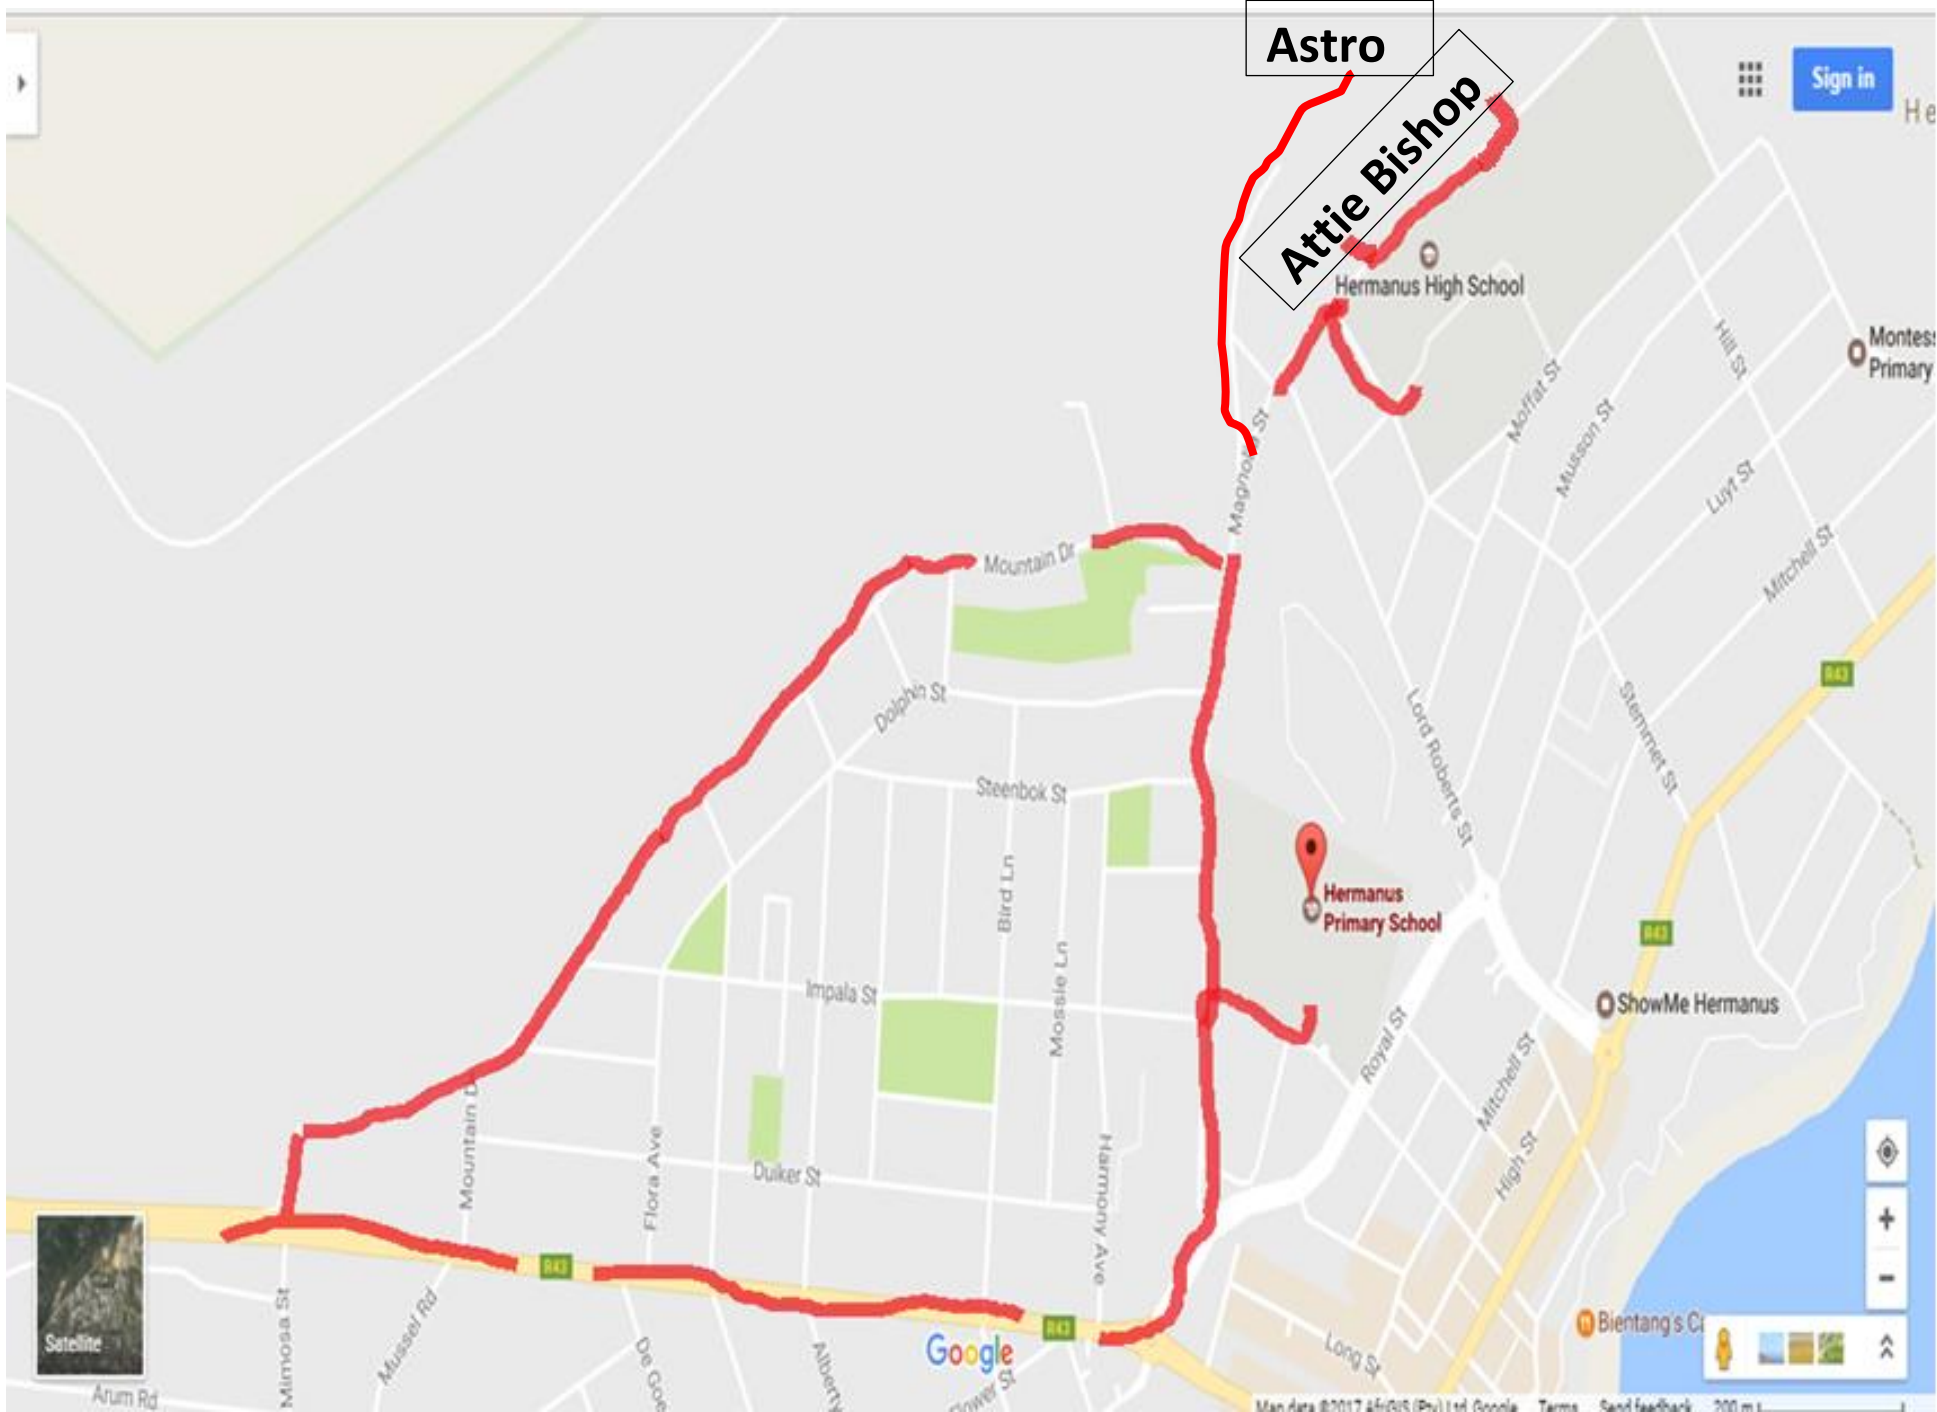 Astro
Attie Bishop
Sign in
He
Hermanus High School
Montess
Primary
Hill St
Moffat St
Musson St
Magnolia St
Luyt St
Mitchell St
Mountain Dr
R43
Dolphin St
Lord Roberts St
Stemmet St
Steenbok St
Hermanus
Primary School
Bird Ln
R43
Mossie Ln
Impala St
ShowMe Hermanus
Royal St
Mitchell St
Mountain D
Flora Ave
Duiker St
Harmony Ave
High St
R43
Mimosa St
Mussel Rd
R43
Satellite
De Goe
Alberty
Google
Flower St
Long St
Bientang's Ca
Arum Rd
Map data ©2017 AfriGIS (Pty) Ltd, Google Terms Send feedback 200 m